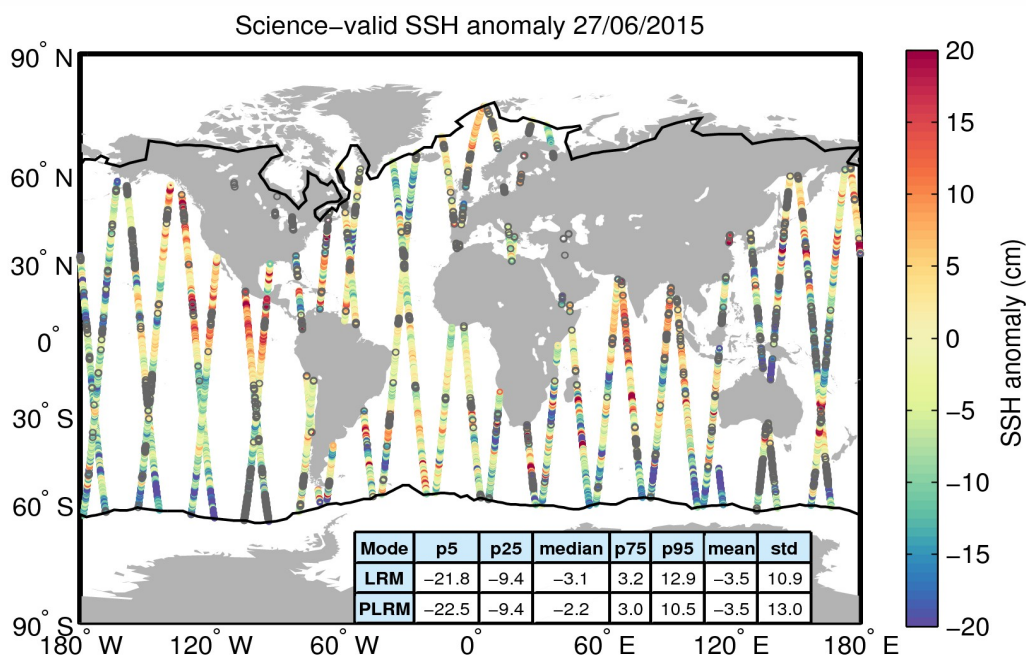 Science−valid SSH anomaly 27/06/2015
90° N
60° N
30° N
0°
30° S
60° S
90° S
180° W
120° W
60° W
0°
60° E
120° E
180° E
20
15
10
5
0
−5
−10
−15
−20
SSH anomaly (cm)
Mode p5 p25 median p75 p95 mean std
LRM −21.8 −9.4 −3.1 3.2 12.9 −3.5 10.9
PLRM −22.5 −9.4 −2.2 3.0 10.5 −3.5 13.0